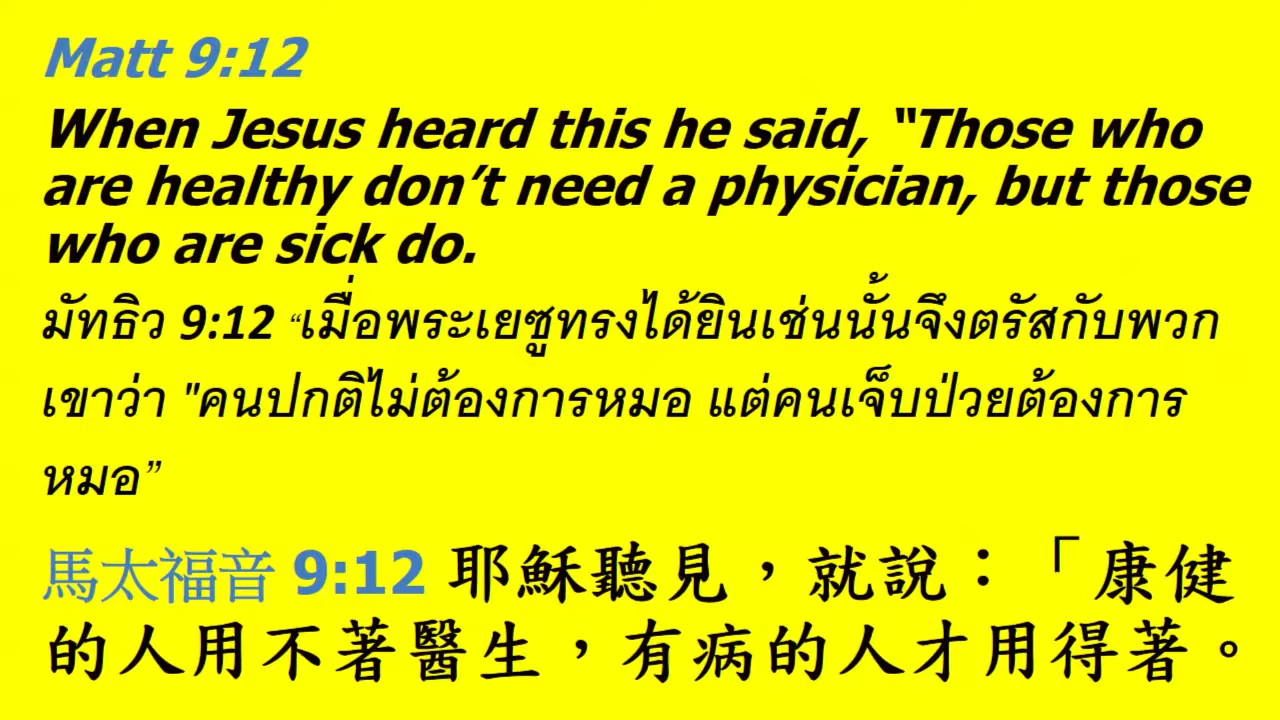 Matt 9:12
When Jesus heard this he said, “Those who
are healthy don’t need a physician, but those
who are sick do.
มัทธิว 9:12 “เมื่อพระเยซูทรงได้ยินเช่นนั้นจึงตรัสกับพวก
เขาว่า "คนปกติไม่ต้องการหมอ แต่คนเจ็บป่วยต้องการ
หมอ”
馬太福音 9:12 耶穌聽見，就說：「康健
的人用不著醫生，有病的人才用得著。